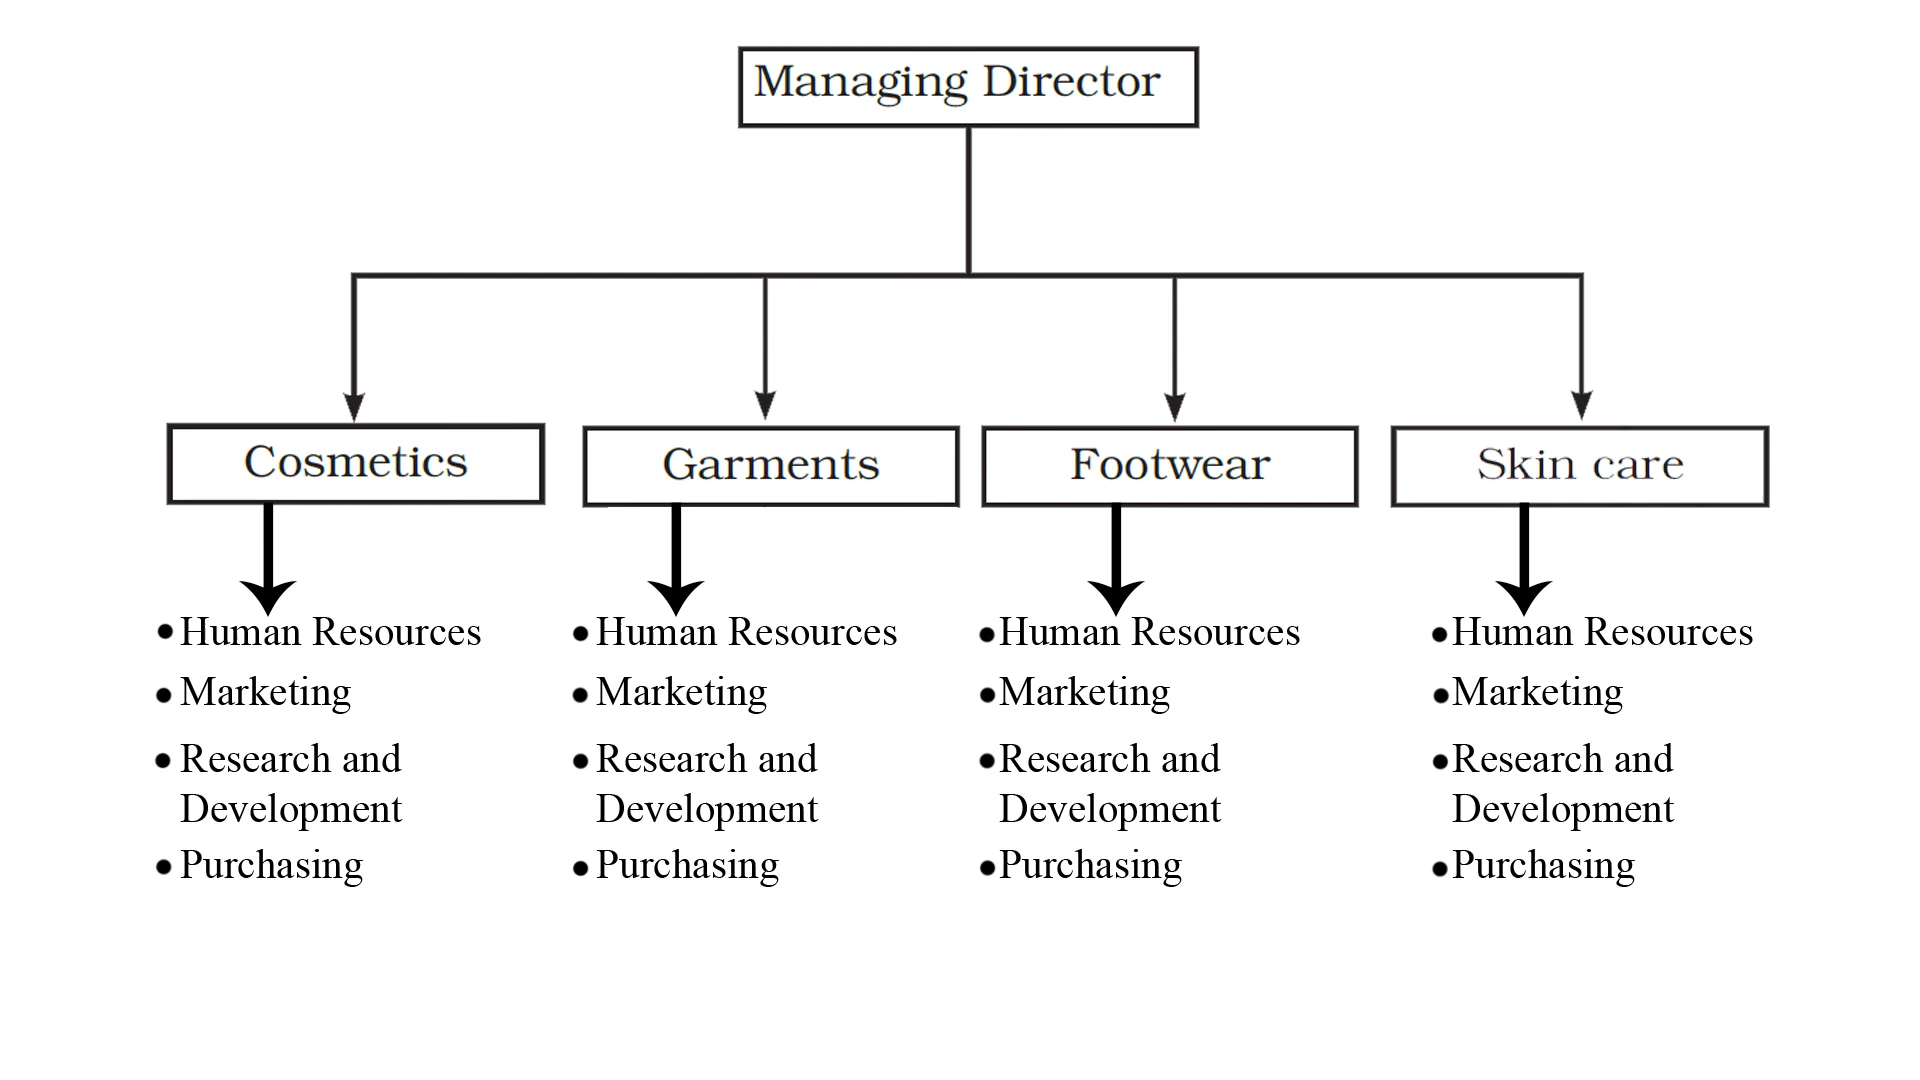 Managing Director
Cosmetics
Garments
Footwear
Skin care
• Human Resources
• Marketing
• Research and
Development
• Purchasing
• Human Resources
• Marketing
• Research and
Development
• Purchasing
• Human Resources
• Marketing
• Research and
Development
• Purchasing
• Human Resources
• Marketing
• Research and
Development
• Purchasing